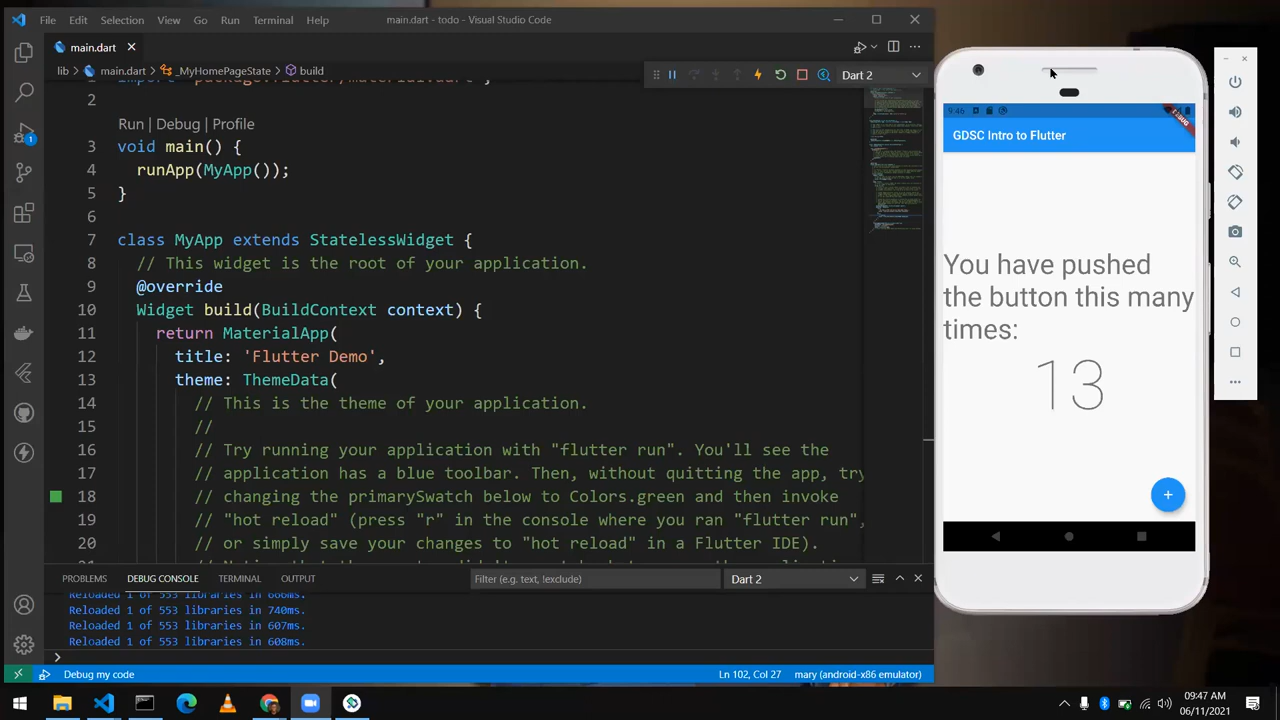 File Edit Selection View Go Run Terminal Help
main.dart - todo - Visual Studio Code
main.dart
lib > main.dart > _MyHomePageState > build
Dart 2
2
Run | Debug | Profile
3 void main() {
4 runApp(MyApp());
5 }
6
7 class MyApp extends StatelessWidget {
8 // This widget is the root of your application.
9 @override
10 Widget build(BuildContext context) {
11 return MaterialApp(
12 title: 'Flutter Demo',
13 theme: ThemeData(
14 // This is the theme of your application.
15 //
16 // Try running your application with "flutter run". You'll see the
17 // application has a blue toolbar. Then, without quitting the app, try
18 // changing the primarySwatch below to Colors.green and then invoke
19 // "hot reload" (press "r" in the console where you ran "flutter run",
20 // or simply save your changes to "hot reload" in a Flutter IDE).
PROBLEMS DEBUG CONSOLE TERMINAL OUTPUT
Filter (e.g. text, !exclude)
Dart 2
Reloaded 1 of 553 libraries in 666ms.
Reloaded 1 of 553 libraries in 740ms.
Reloaded 1 of 553 libraries in 607ms.
Reloaded 1 of 553 libraries in 608ms.
>
Debug my code
Ln 102, Col 27
mary (android-x86 emulator)
9:46
GDSC Intro to Flutter
You have pushed
the button this many
times:
13
09:47 AM
06/11/2021